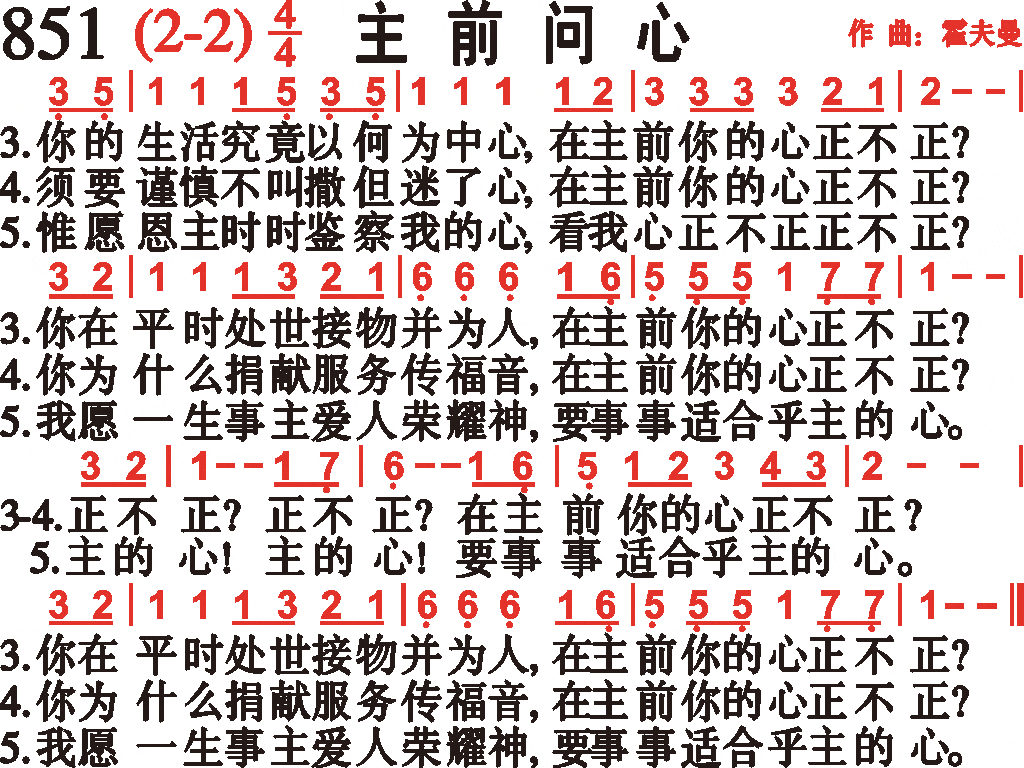 851 (2-2) 4/4 主前问心 作曲：霍夫曼
3 5 | 1 1 1 5 3 5 | 1 1 1 1 2 | 3 3 3 3 2 1 | 2 - - |
3.你的生活究竟以何为中心,在主前你的心正不正?
4.须要谨慎不叫撒但迷了心,在主前你的心正不正?
5.惟愿恩主时时鉴察我的心,看我心正不正正不正?
3 2 | 1 1 1 3 2 1 | 6 6 6 1 6 | 5 5 5 1 7 7 | 1 - - |
3.你在平时处世接物并为人,在主前你的心正不正?
4.你为什么捐献服务传福音,在主前你的心正不正?
5.我愿一生事主爱人荣耀神,要事事适合乎主的心。
3 2 | 1 - - 1 7 | 6 - - 1 6 | 5 1 2 3 4 3 | 2 - - |
3-4.正不正?正不正?在主前你的心正不正?
5.主的心!主的心!要事事适合乎主的心。
3 2 | 1 1 1 3 2 1 | 6 6 6 1 6 | 5 5 5 1 7 7 | 1 - - ‖
3.你在平时处世接物并为人,在主前你的心正不正?
4.你为什么捐献服务传福音,在主前你的心正不正?
5.我愿一生事主爱人荣耀神,要事事适合乎主的心。